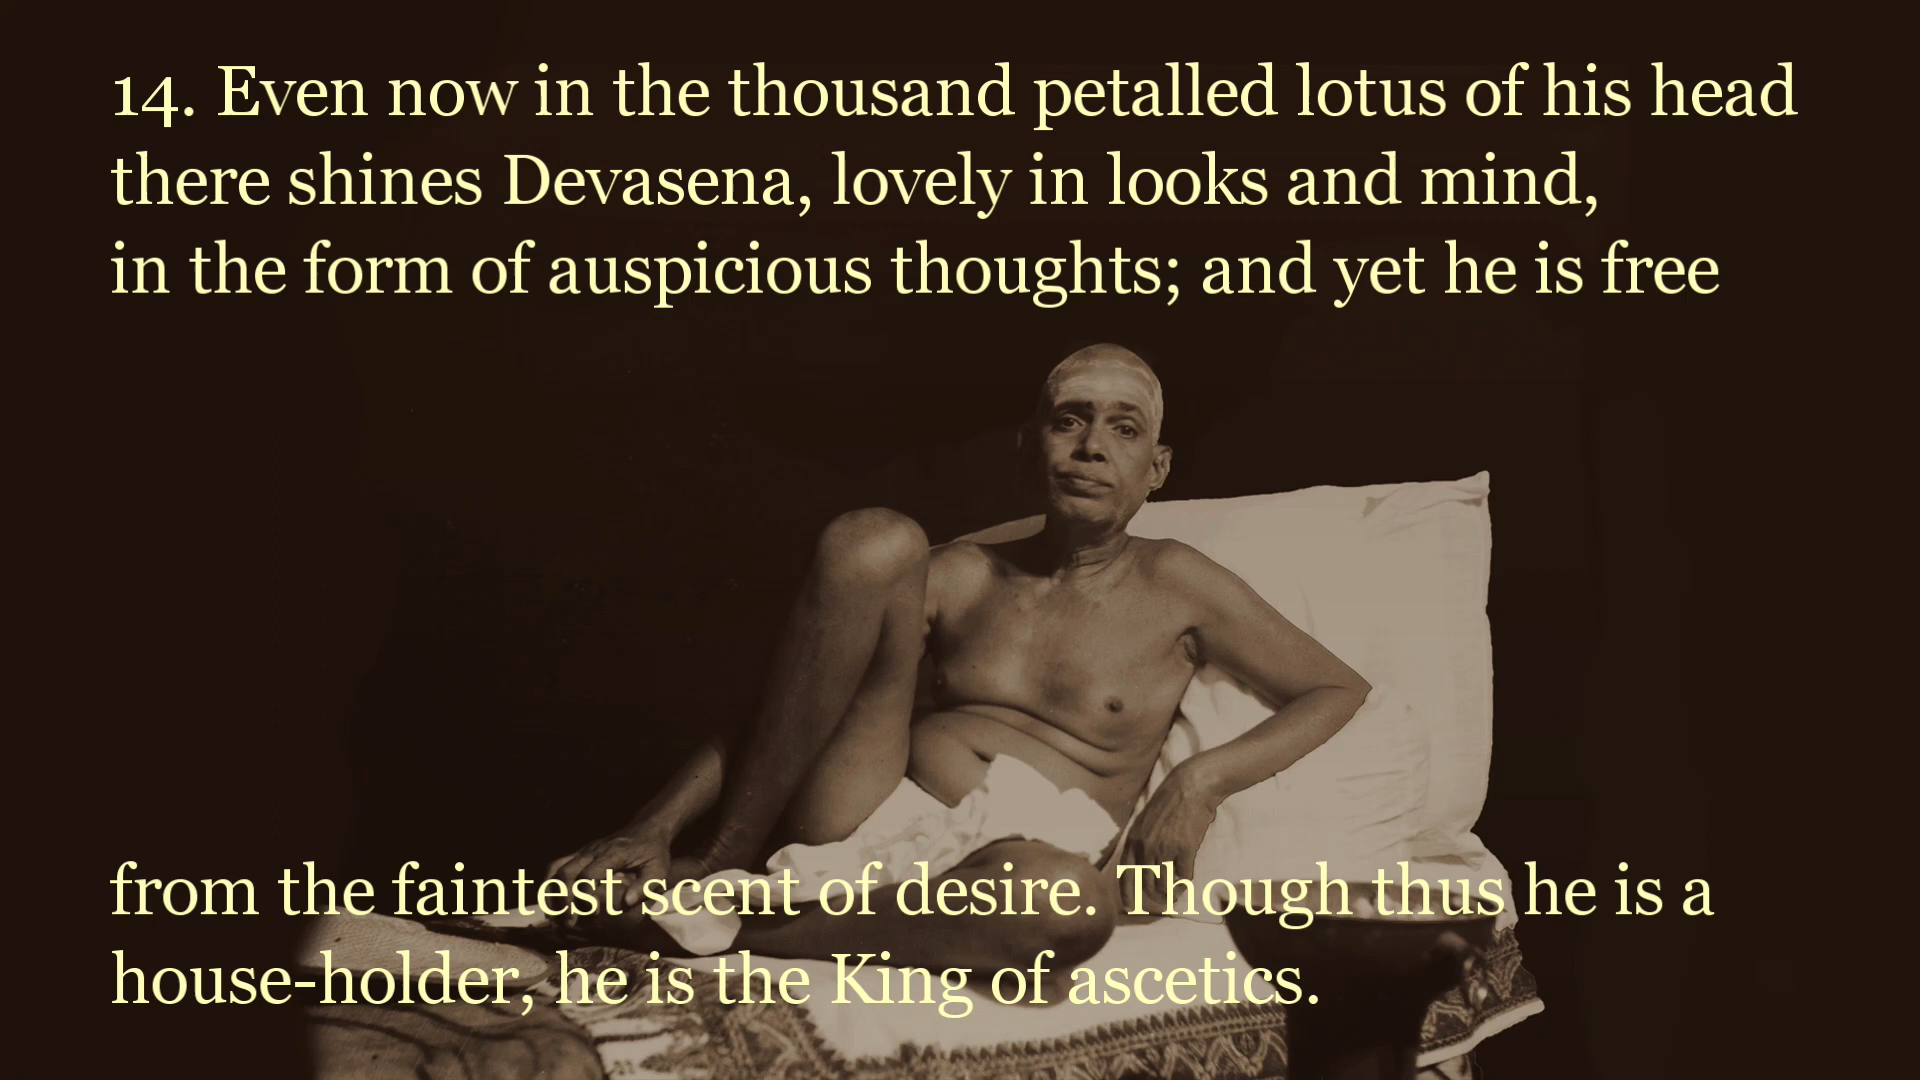 14. Even now in the thousand petalled lotus of his head
there shines Devasena, lovely in looks and mind,
in the form of auspicious thoughts; and yet he is free
from the faintest scent of desire. Though thus he is a
house-holder, he is the King of ascetics.